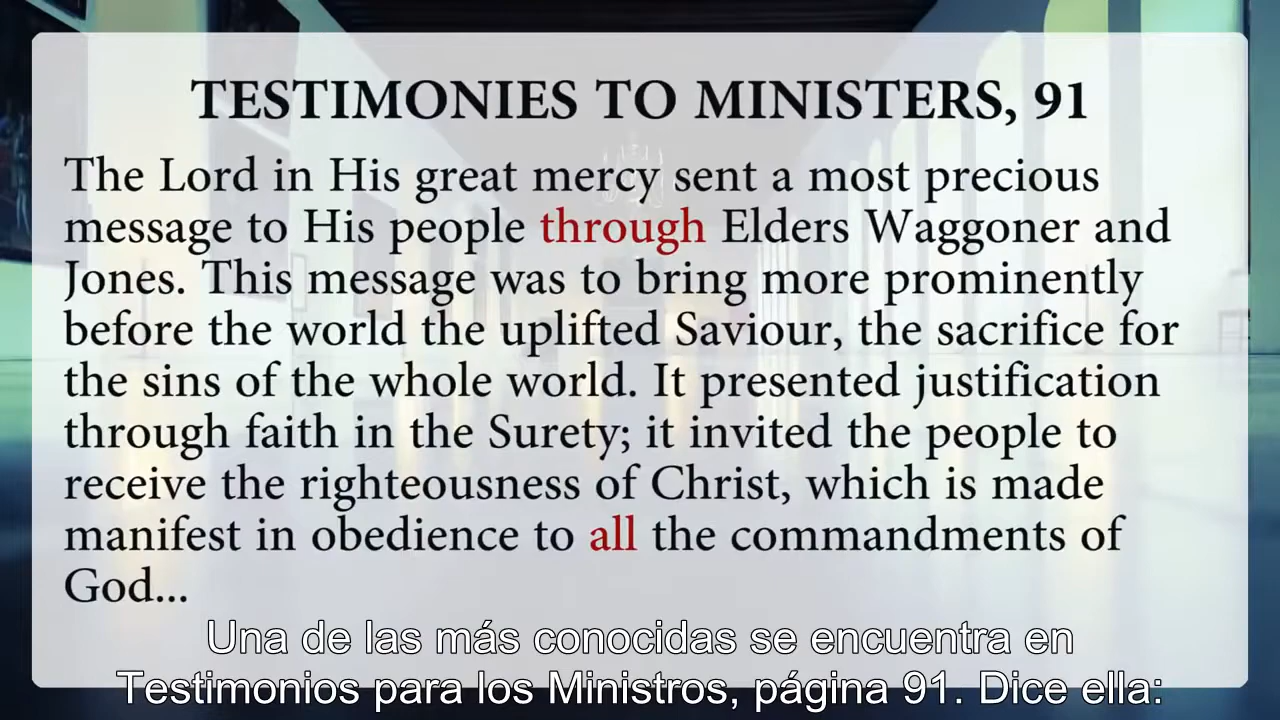 TESTIMONIES TO MINISTERS, 91
The Lord in His great mercy sent a most precious
message to His people through Elders Waggoner and
Jones. This message was to bring more prominently
before the world the uplifted Saviour, the sacrifice for
the sins of the whole world. It presented justification
through faith in the Surety; it invited the people to
receive the righteousness of Christ, which is made
manifest in obedience to all the commandments of
God...
Una de las más conocidas se encuentra en
Testimonios para los Ministros, página 91. Dice ella: